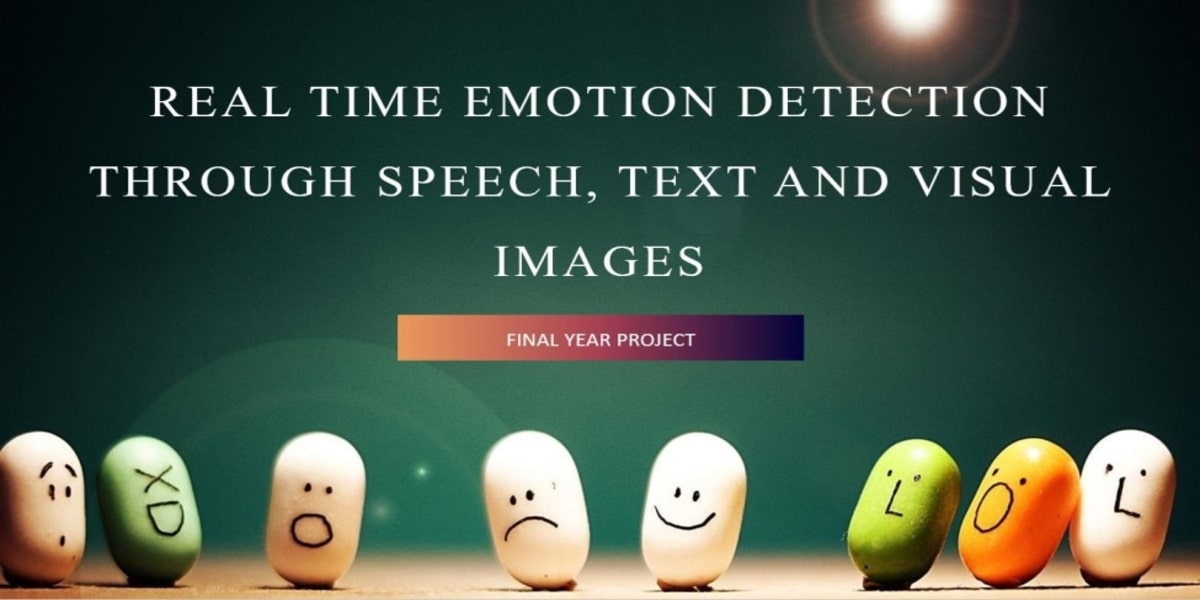 REAL TIME EMOTION DETECTION
THROUGH SPEECH, TEXT AND VISUAL
IMAGES
FINAL YEAR PROJECT